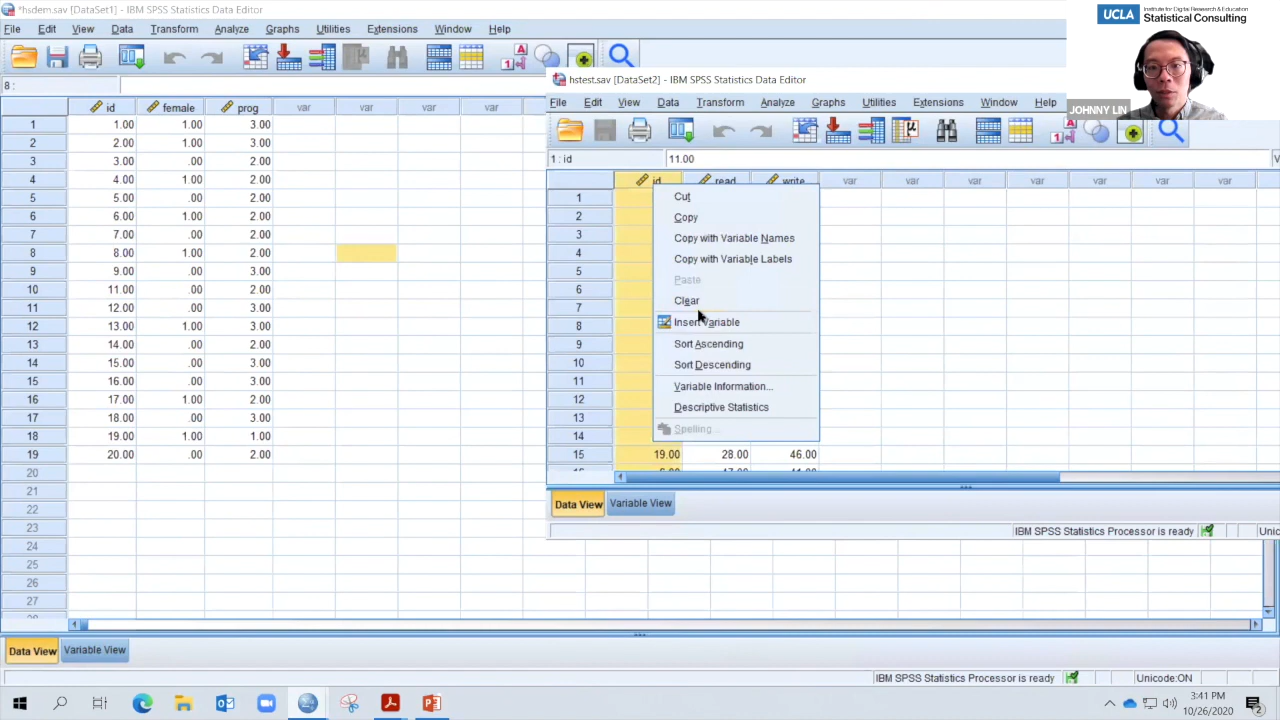 *hsdem.sav [DataSet1] - IBM SPSS Statistics Data Editor
File Edit View Data Transform Analyze Graphs Utilities Extensions Window Help
8 :
id female prog var var var var
1 1.00 1.00 3.00
2 2.00 1.00 3.00
3 3.00 .00 2.00
4 4.00 1.00 2.00
5 5.00 .00 2.00
6 6.00 1.00 2.00
7 7.00 .00 2.00
8 8.00 1.00 2.00
9 9.00 .00 3.00
10 11.00 .00 2.00
11 12.00 .00 3.00
12 13.00 1.00 3.00
13 14.00 .00 2.00
14 15.00 .00 3.00
15 16.00 .00 3.00
16 17.00 1.00 2.00
17 18.00 .00 3.00
18 19.00 1.00 1.00
19 20.00 .00 2.00
20
21
22
23
24
25
26
27
Data View Variable View
IBM SPSS Statistics Processor is ready Unicode:ON
UCLA Institute for Digital Research & Education
Statistical Consulting
JOHNNY LIN
hstest.sav [DataSet2] - IBM SPSS Statistics Data Editor
File Edit View Data Transform Analyze Graphs Utilities Extensions Window Help
1 : id 11.00
id read write var var var var var var var
1
2
3
4
5
6
7
8
9
10
11
12
13
14
15 19.00 28.00 46.00
Cut
Copy
Copy with Variable Names
Copy with Variable Labels
Paste
Clear
Insert Variable
Sort Ascending
Sort Descending
Variable Information...
Descriptive Statistics
Spelling...
Data View Variable View
IBM SPSS Statistics Processor is ready
3:41 PM
10/26/2020
2